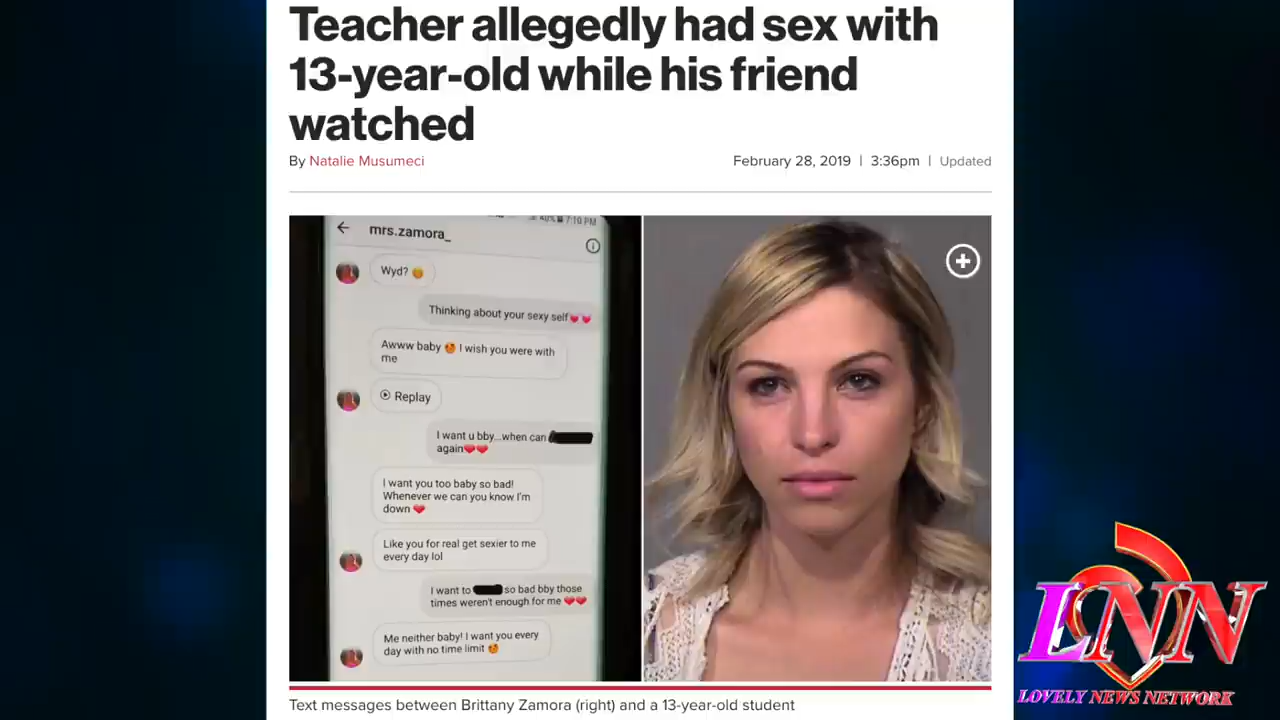 Teacher allegedly had sex with
13-year-old while his friend
watched
By Natalie Musumeci
February 28, 2019 | 3:36pm | Updated
40% 7:10 PM
mrs.zamora_
Wyd?
Thinking about your sexy self
Awww baby I wish you were with
me
Replay
I want u bby...when can
again
I want you too baby so bad!
Whenever we can you know I'm
down
Like you for real get sexier to me
every day lol
I want to so bad bby those
times weren't enough for me
Me neither baby! I want you every
day with no time limit
Text messages between Brittany Zamora (right) and a 13-year-old student
LNN
LOVELY NEWS NETWORK